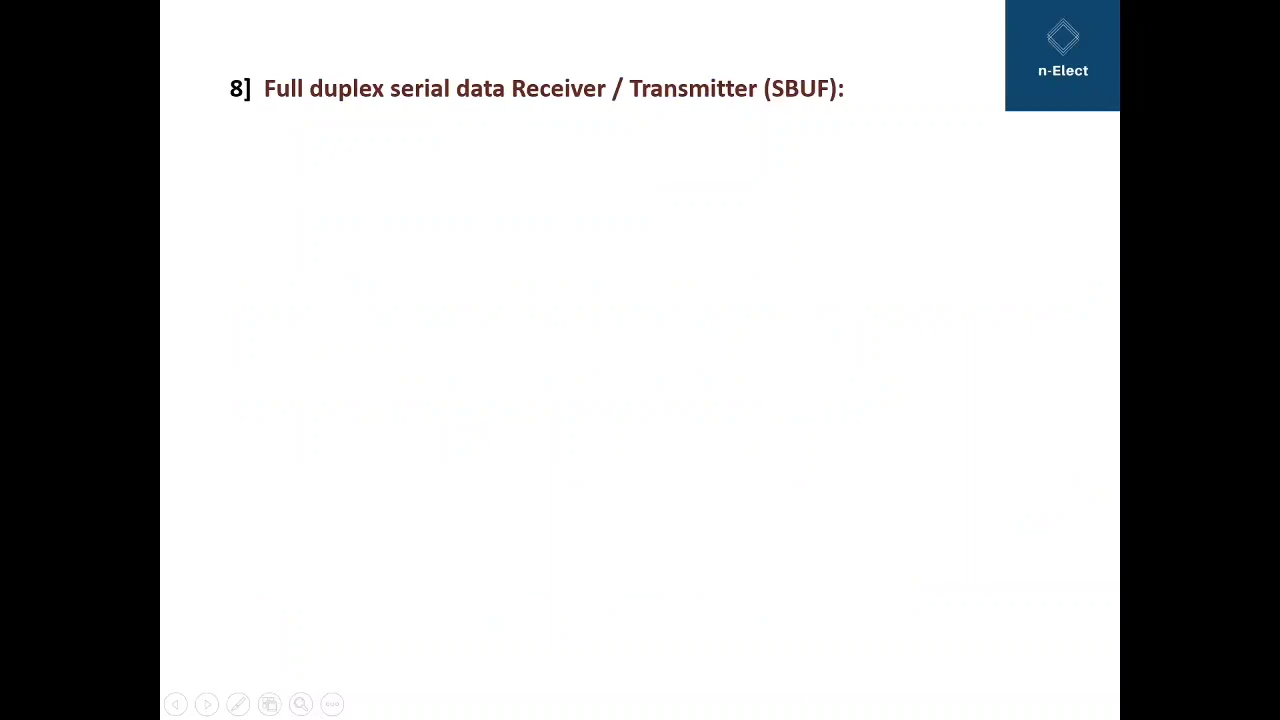 n-Elect
8] Full duplex serial data Receiver / Transmitter (SBUF):